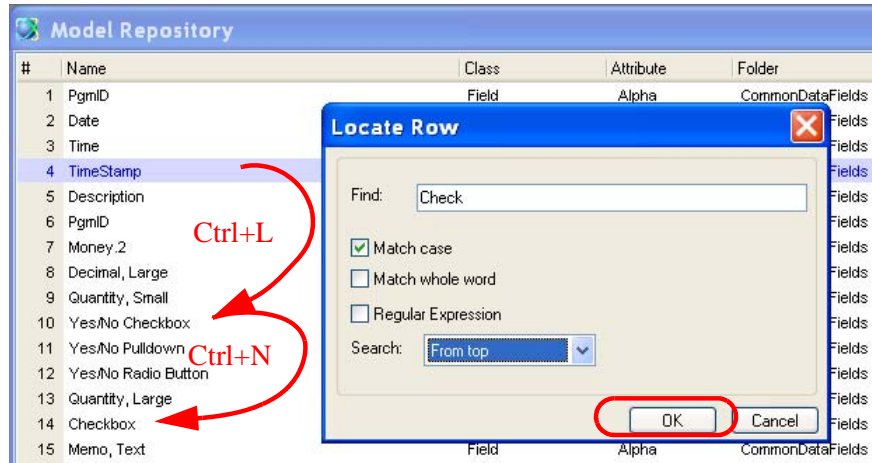 Model Repository
# Name Class Attribute Folder
1 PgmID Field Alpha CommonDataFields
2 Date Fields
3 Time Fields
4 TimeStamp Fields
5 Description Fields
6 PgmID Fields
7 Money.2 Fields
8 Decimal, Large Fields
9 Quantity, Small Fields
10 Yes/No Checkbox Fields
11 Yes/No Pulldown Fields
12 Yes/No Radio Button Fields
13 Quantity, Large Fields
14 Checkbox Fields
15 Memo, Text Field Alpha CommonDataFields
Ctrl+L
Ctrl+N
Locate Row
Find: Check
Match case
Match whole word
Regular Expression
Search: From top
OK Cancel